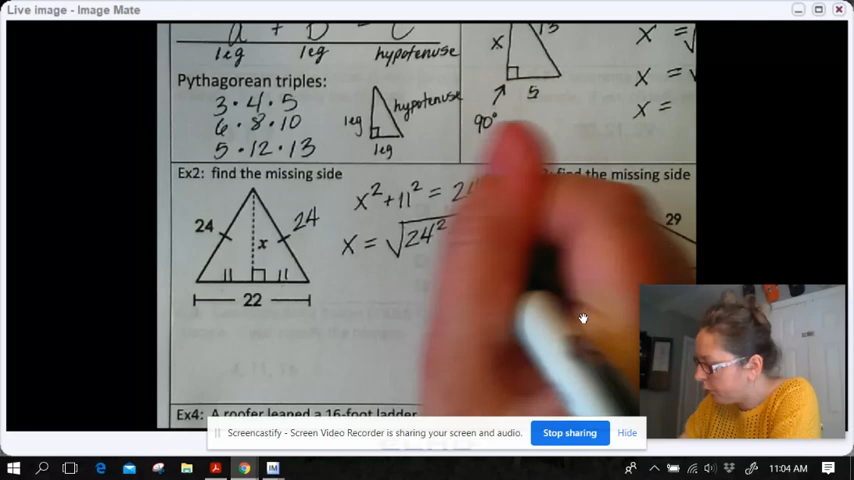 Live image - Image Mate
a + b = c
leg leg hypotenuse
Pythagorean triples:
3 · 4 · 5
6 · 8 · 10
5 · 12 · 13
leg
hypotenuse
leg
x
13
5
90°
x =
x =
x =
Ex2: find the missing side
24
24
x
22
x² + 11² = 24
x = √24²
find the missing side
29
Ex4: A roofer leaned a 16-foot ladder
Screencastify - Screen Video Recorder is sharing your screen and audio.
Stop sharing
Hide
11:04 AM